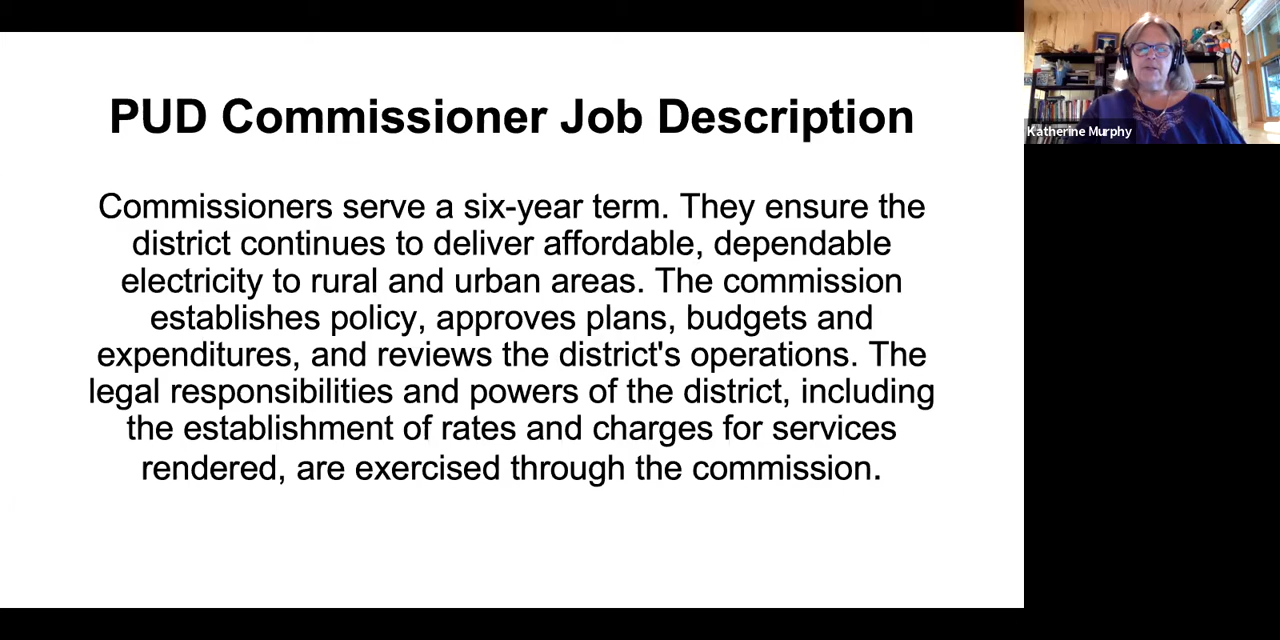 PUD Commissioner Job Description
Commissioners serve a six-year term. They ensure the
district continues to deliver affordable, dependable
electricity to rural and urban areas. The commission
establishes policy, approves plans, budgets and
expenditures, and reviews the district's operations. The
legal responsibilities and powers of the district, including
the establishment of rates and charges for services
rendered, are exercised through the commission.
Katherine Murphy